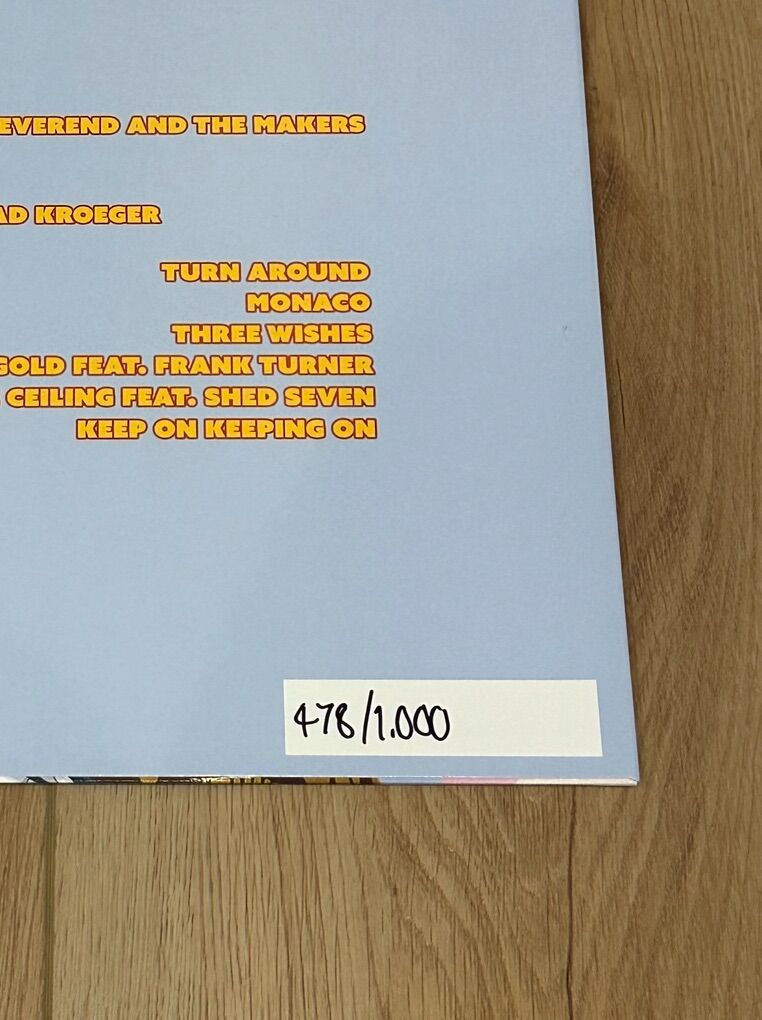 EVEREND AND THE MAKERS
AD KROEGER
TURN AROUND
MONACO
THREE WISHES
GOLD FEAT. FRANK TURNER
CEILING FEAT. SHED SEVEN
KEEP ON KEEPING ON
478/1.000